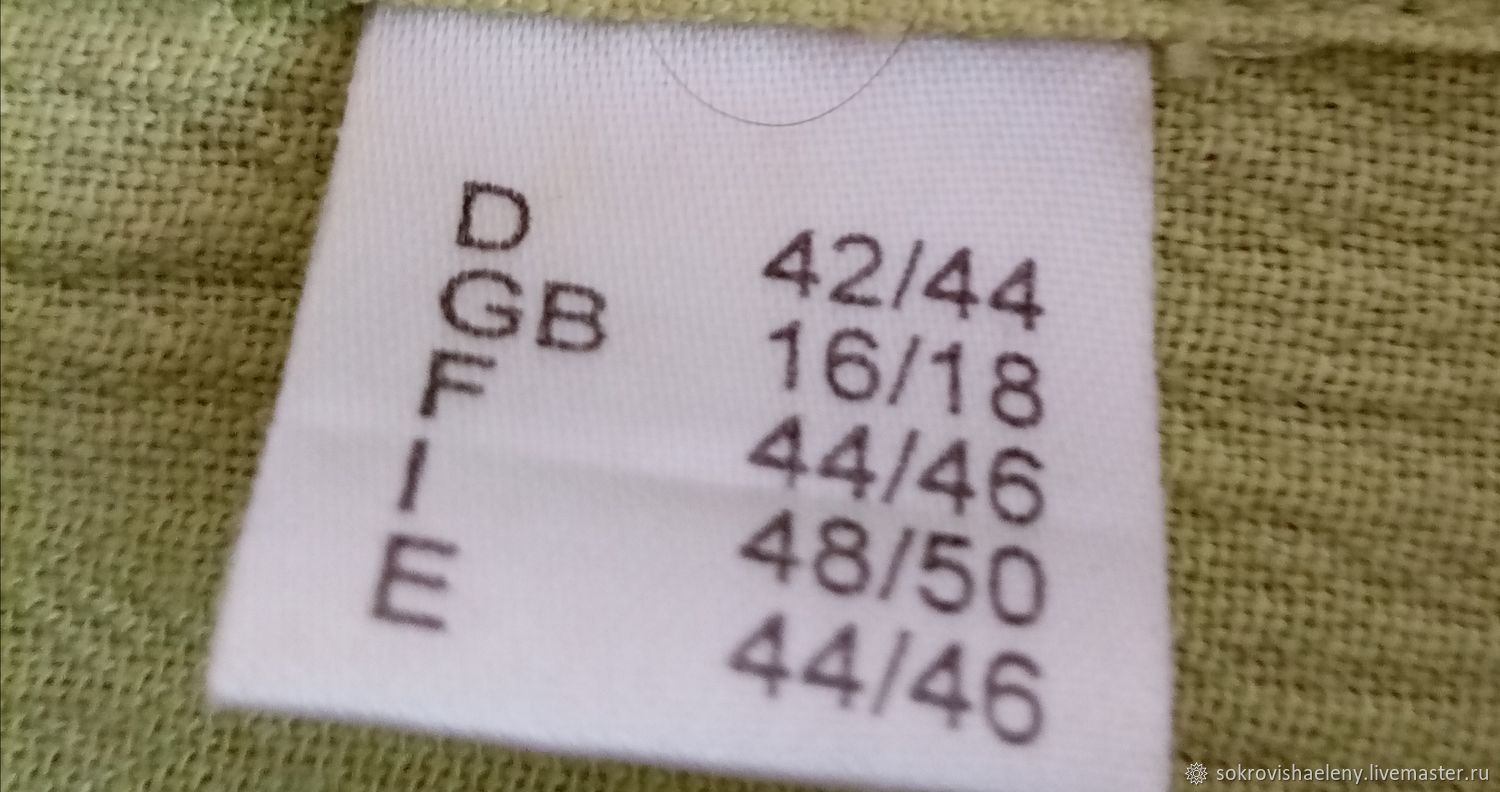 D 42/44
GB 16/18
F 44/46
I 48/50
E 44/46
sokrovishaeleny.livemaster.ru